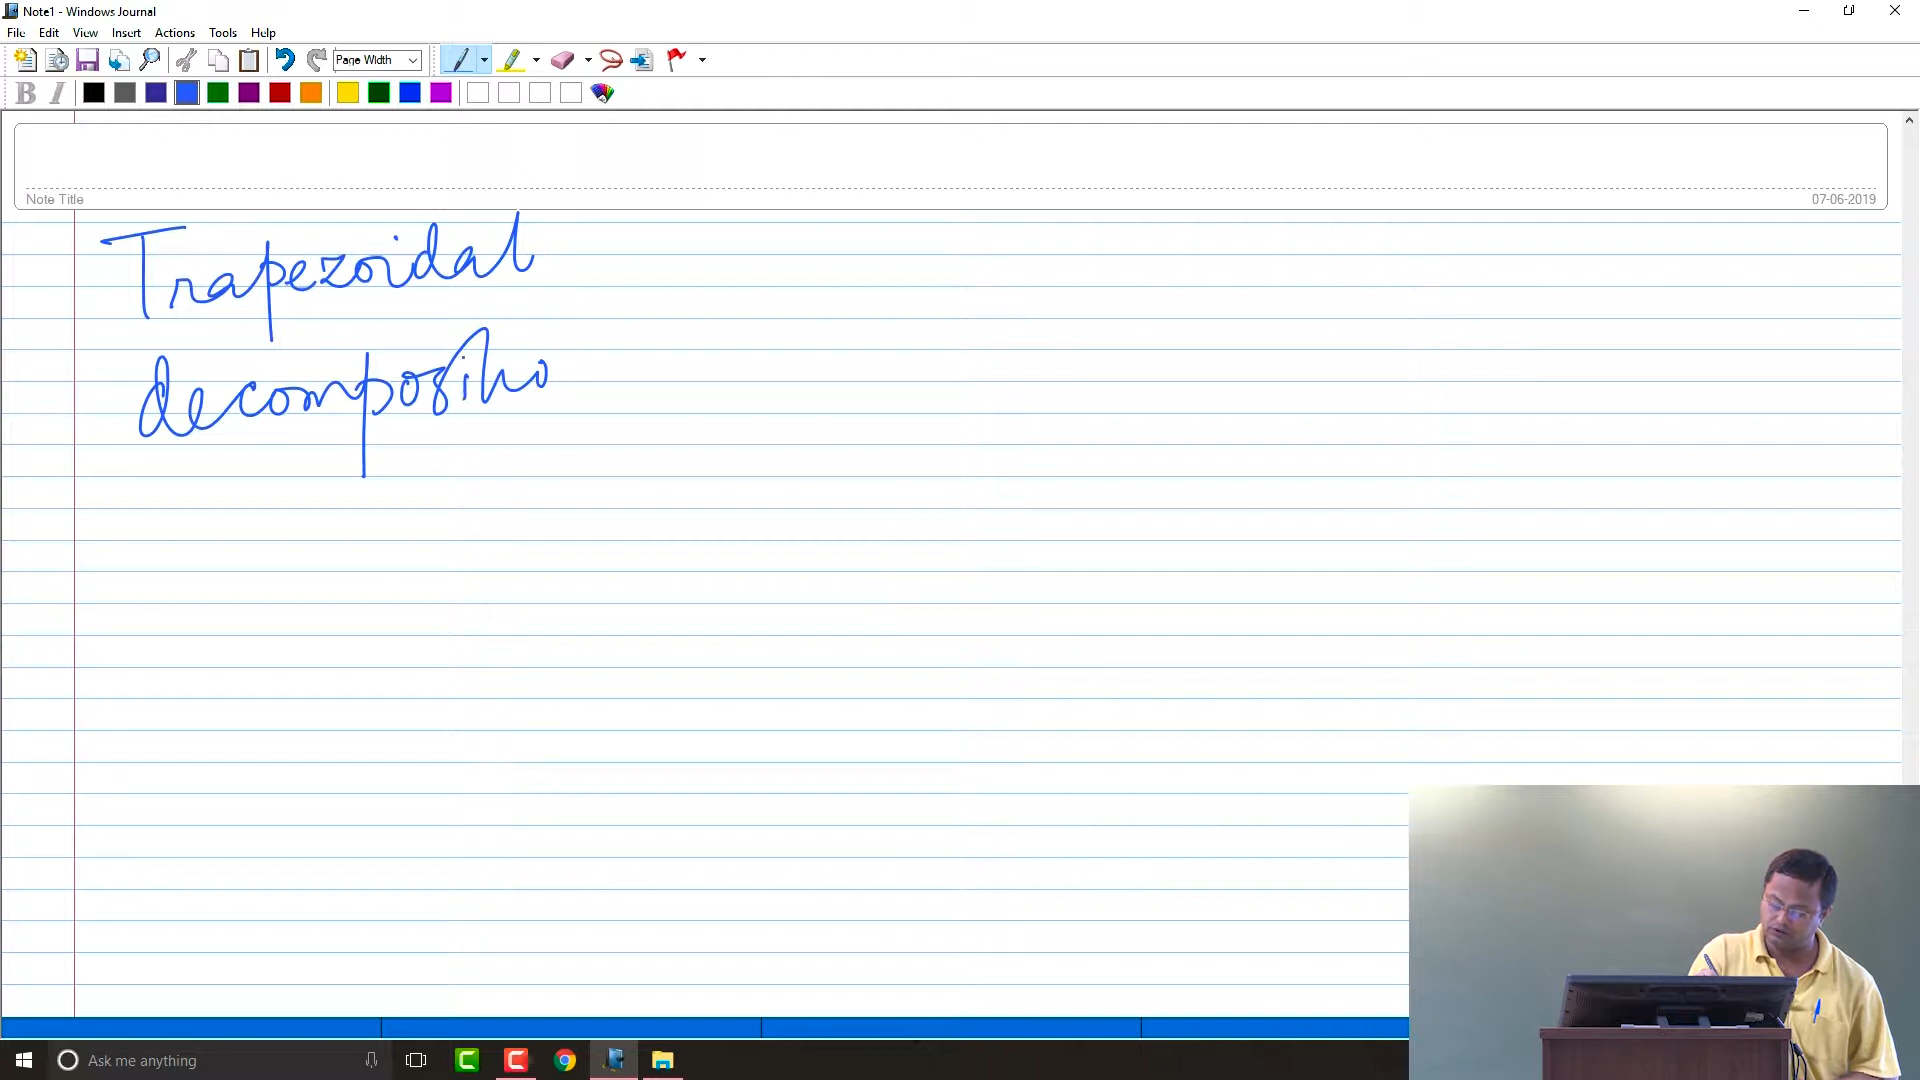 Note1 - Windows Journal
File Edit View Insert Actions Tools Help
Page Width
B I
Note Title 07-06-2019
Trapezoidal
decompositio
Ask me anything